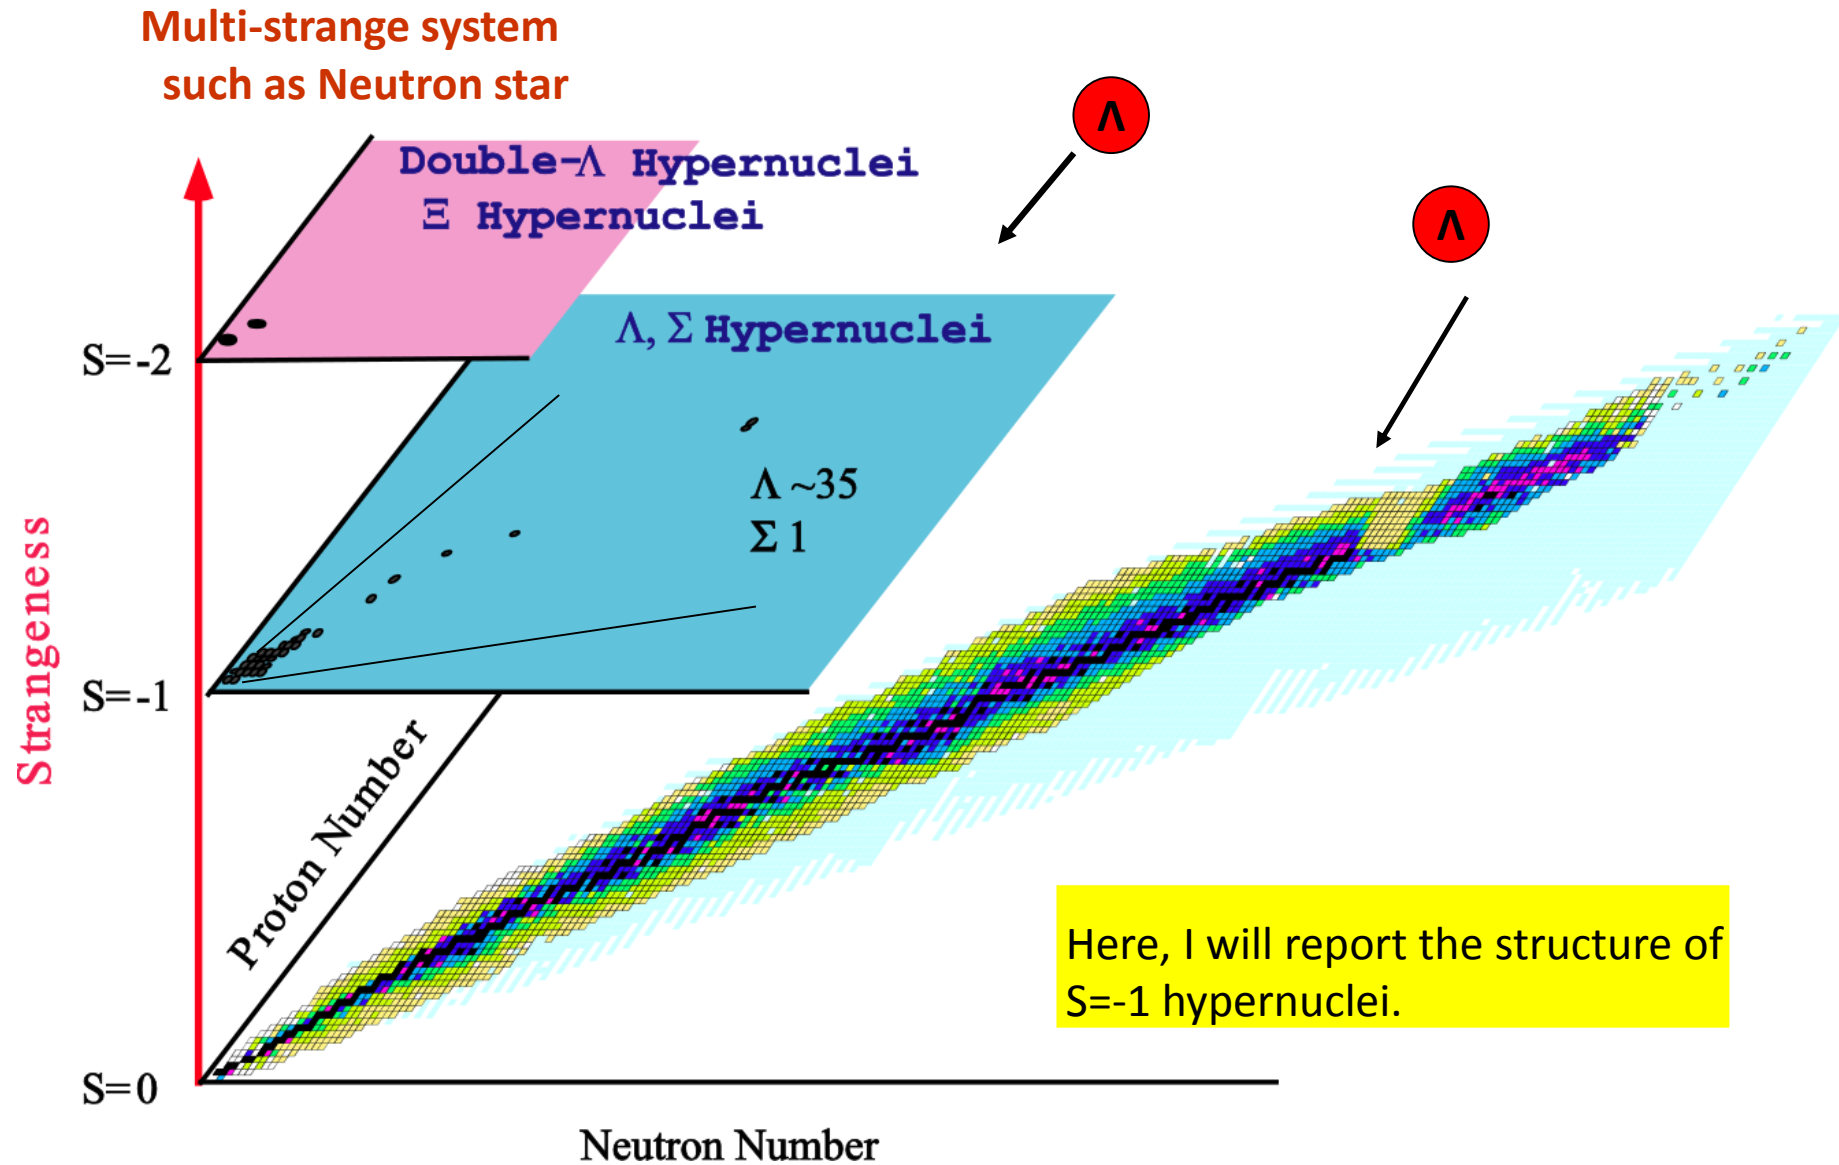 Multi-strange system
such as Neutron star
Λ
Double-Λ Hypernuclei
Ξ Hypernuclei
Λ
Λ, Σ Hypernuclei
S=-2
Λ ~35
Σ 1
Strangeness
S=-1
Proton Number
Here, I will report the structure of
S=-1 hypernuclei.
S=0
Neutron Number